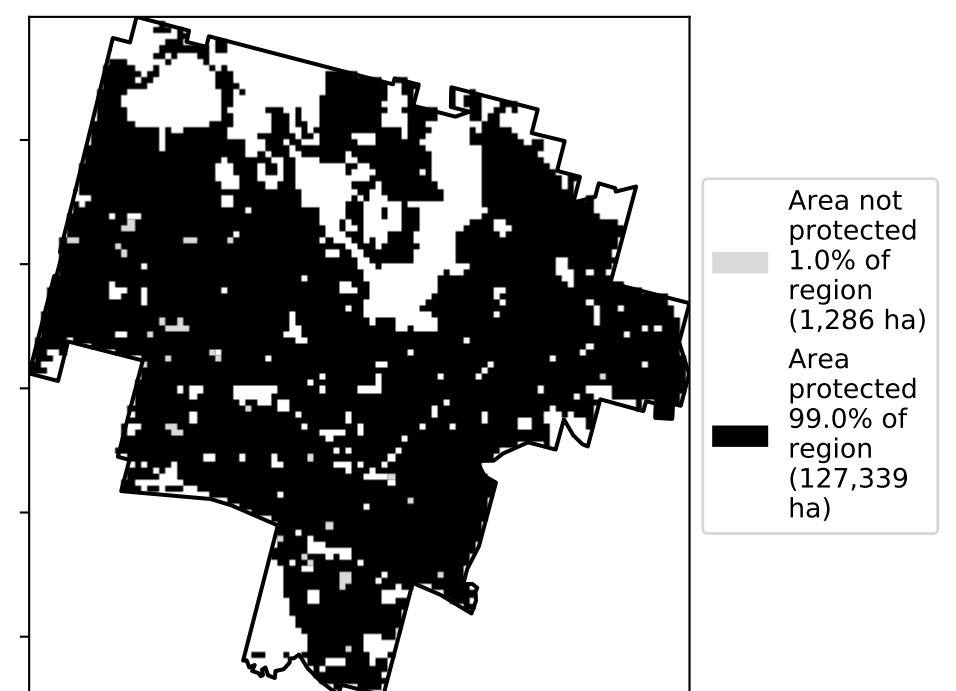 Area not
protected
1.0% of
region
(1,286 ha)
Area
protected
99.0% of
region
(127,339
ha)